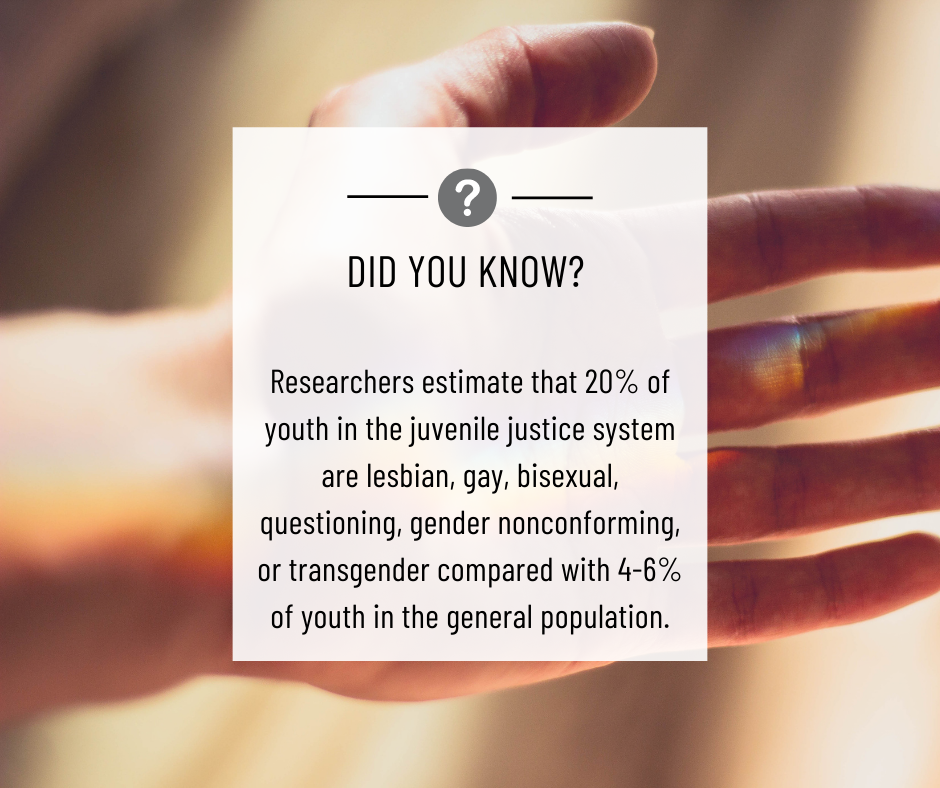 ?
DID YOU KNOW?
Researchers estimate that 20% of
youth in the juvenile justice system
are lesbian, gay, bisexual,
questioning, gender nonconforming,
or transgender compared with 4-6%
of youth in the general population.